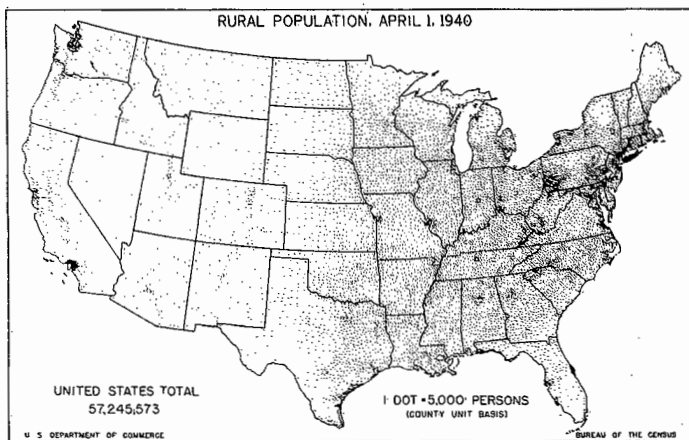 RURAL POPULATION, APRIL 1, 1940
UNITED STATES TOTAL
57,245,573
1 DOT = 5,000 PERSONS
(COUNTY UNIT BASIS)
U S DEPARTMENT OF COMMERCE
BUREAU OF THE CENSUS